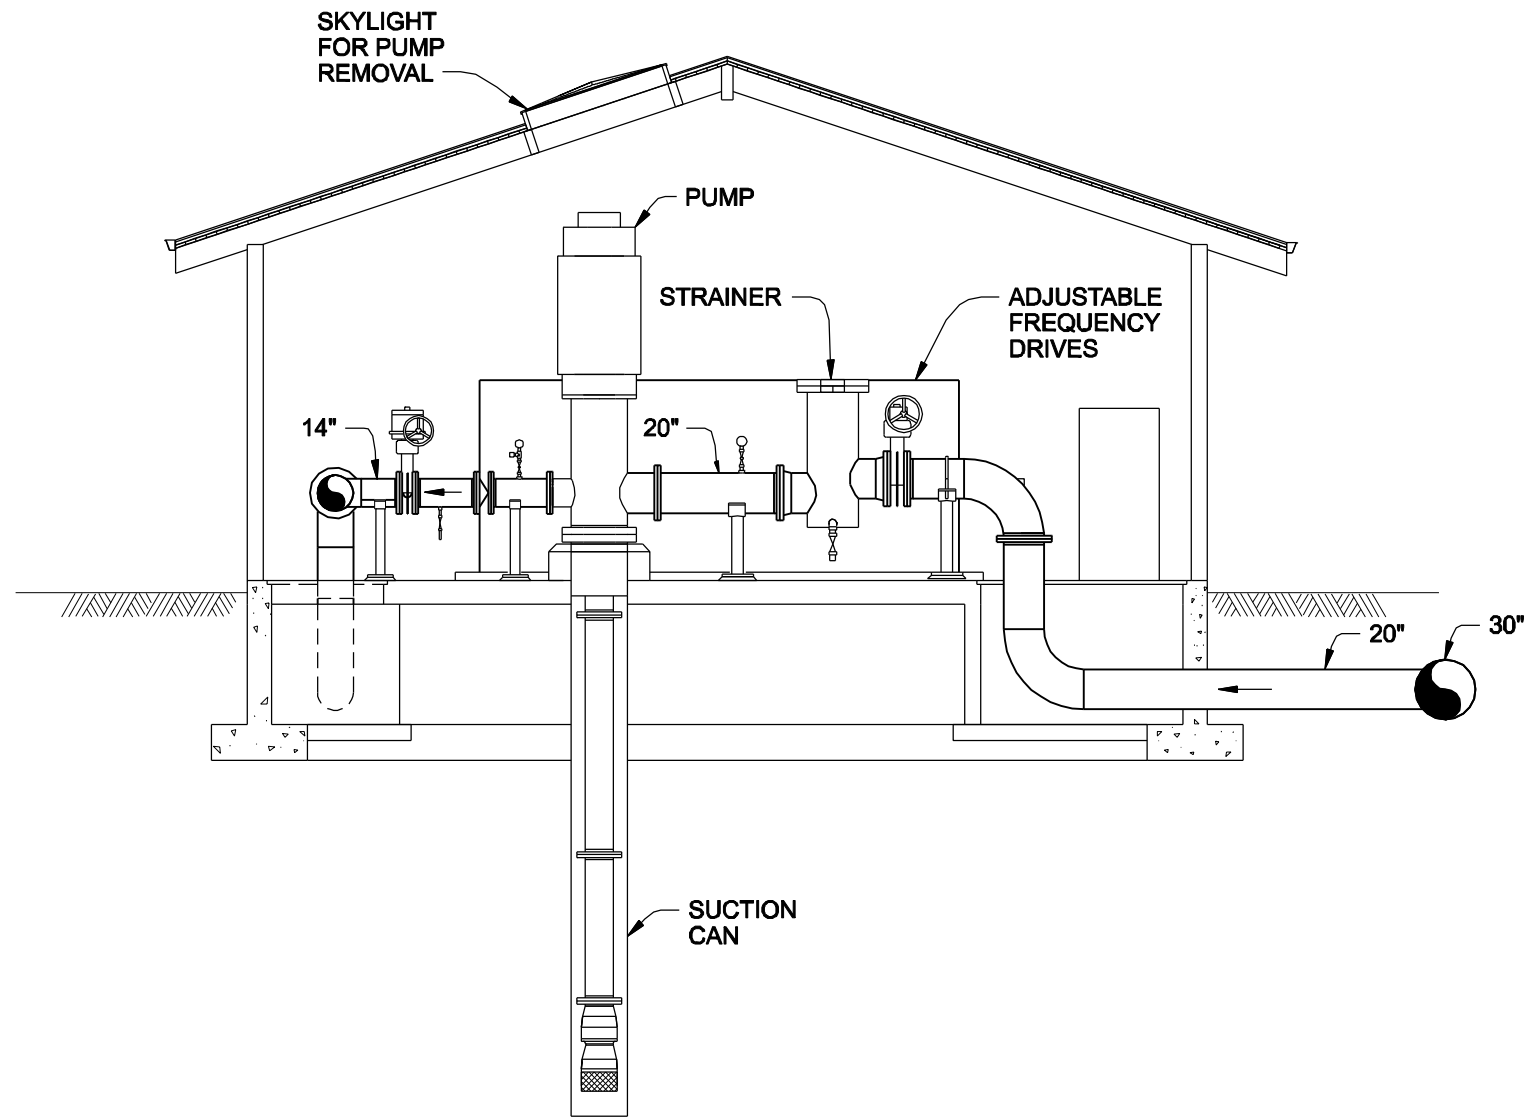 SKYLIGHT
FOR PUMP
REMOVAL
PUMP
STRAINER
ADJUSTABLE
FREQUENCY
DRIVES
14"
20"
20"
30"
SUCTION
CAN